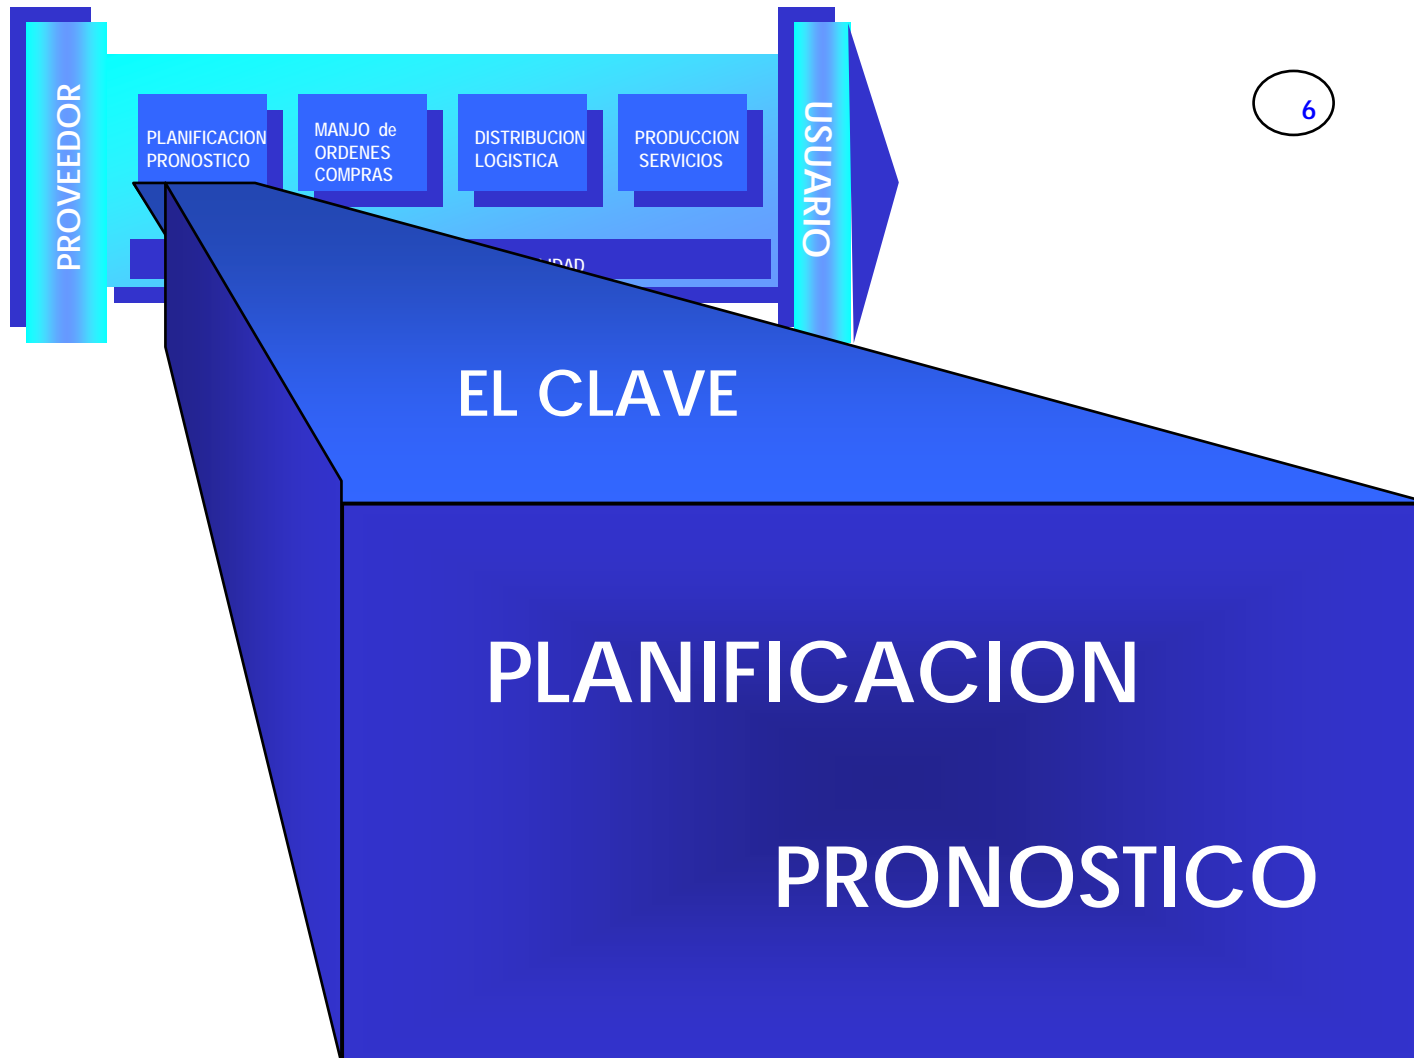 PROVEEDOR
PLANIFICACION
PRONOSTICO
MANJO de
ORDENES
COMPRAS
DISTRIBUCION
LOGISTICA
PRODUCCION
SERVICIOS
USUARIO
6
EL CLAVE
PLANIFICACION
PRONOSTICO